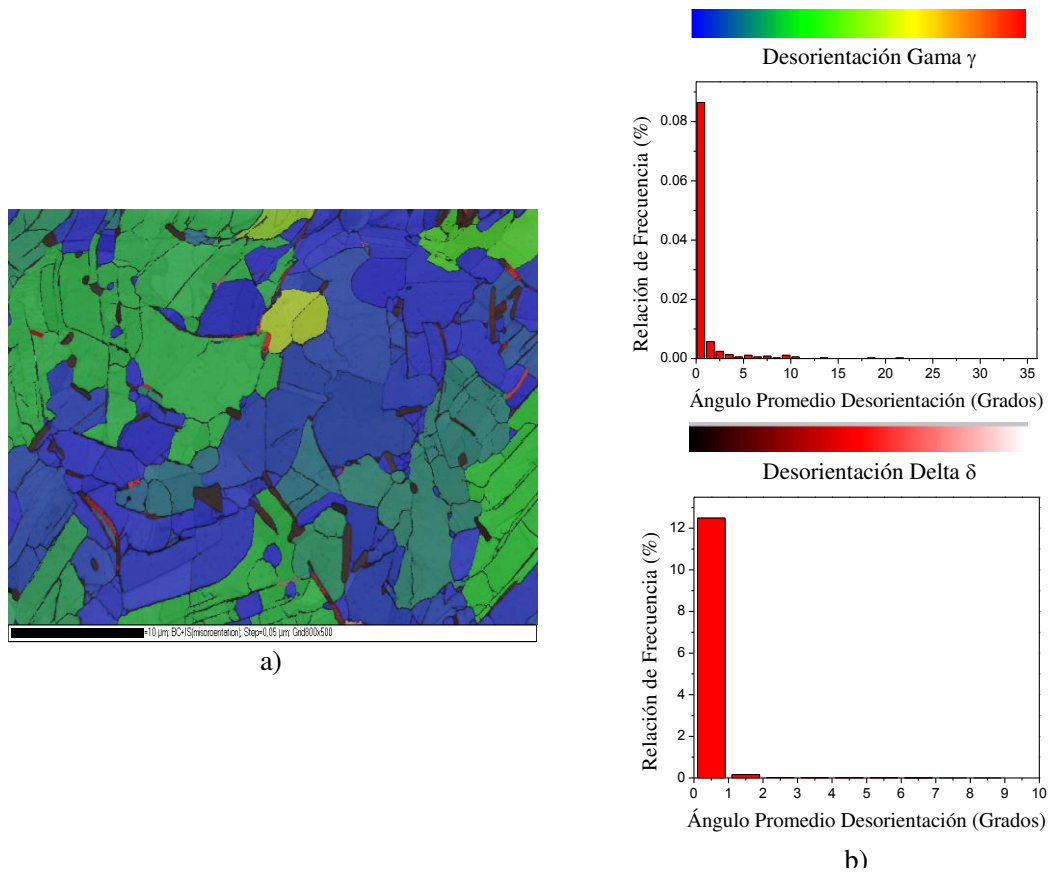 Desorientación Gama γ
0.08
0.06
0.04
0.02
0.00
Relación de Frecuencia (%)
0 5 10 15 20 25 30 35
Ángulo Promedio Desorientación (Grados)
Desorientación Delta δ
12
10
8
6
4
2
0
Relación de Frecuencia (%)
0 1 2 3 4 5 6 7 8 9 10
Ángulo Promedio Desorientación (Grados)
=10 µm; BC+IS(misorientation); Step=0,05 µm; Grid800x500
a)
b)